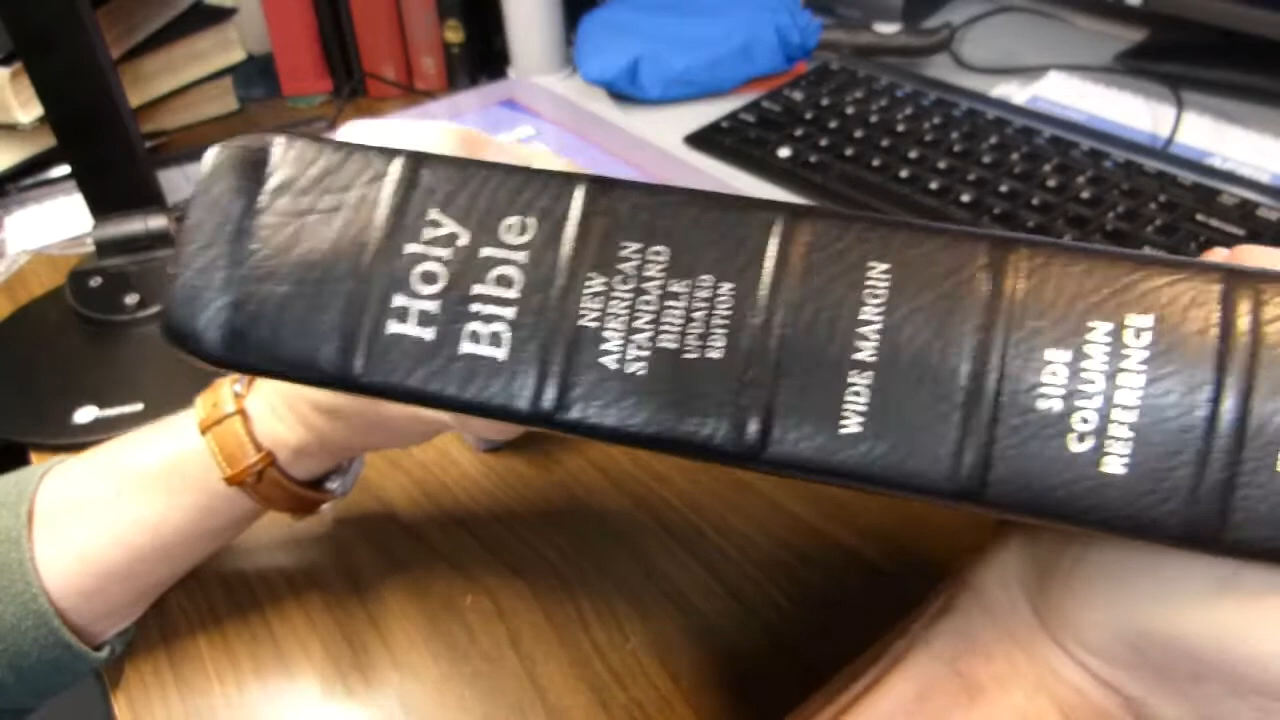 Holy
Bible
NEW
AMERICAN
STANDARD
BIBLE
UPDATED
EDITION
WIDE MARGIN
SIDE
COLUMN
REFERENCE